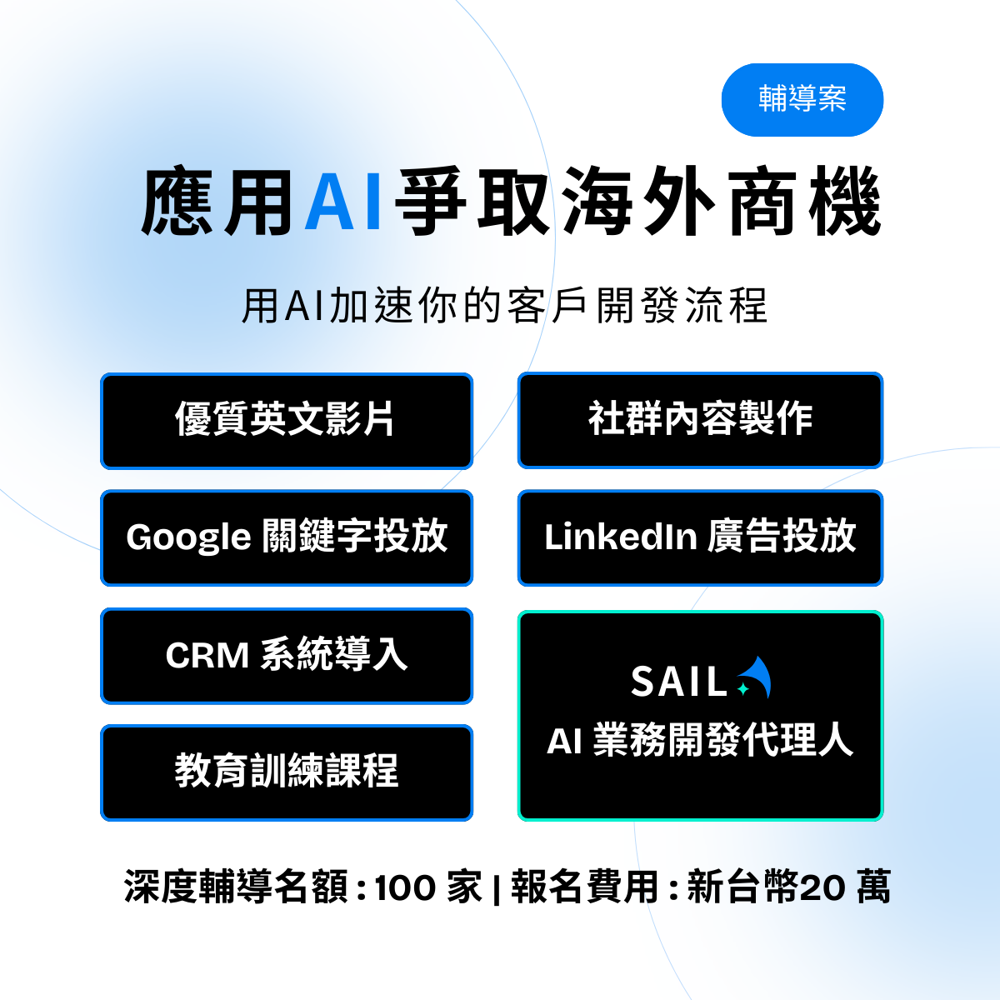 輔導案
應用AI爭取海外商機
用AI加速你的客戶開發流程
優質英文影片
社群內容製作
Google 關鍵字投放
LinkedIn 廣告投放
CRM 系統導入
SAIL
AI 業務開發代理人
教育訓練課程
深度輔導名額 : 100 家 | 報名費用 : 新台幣20 萬